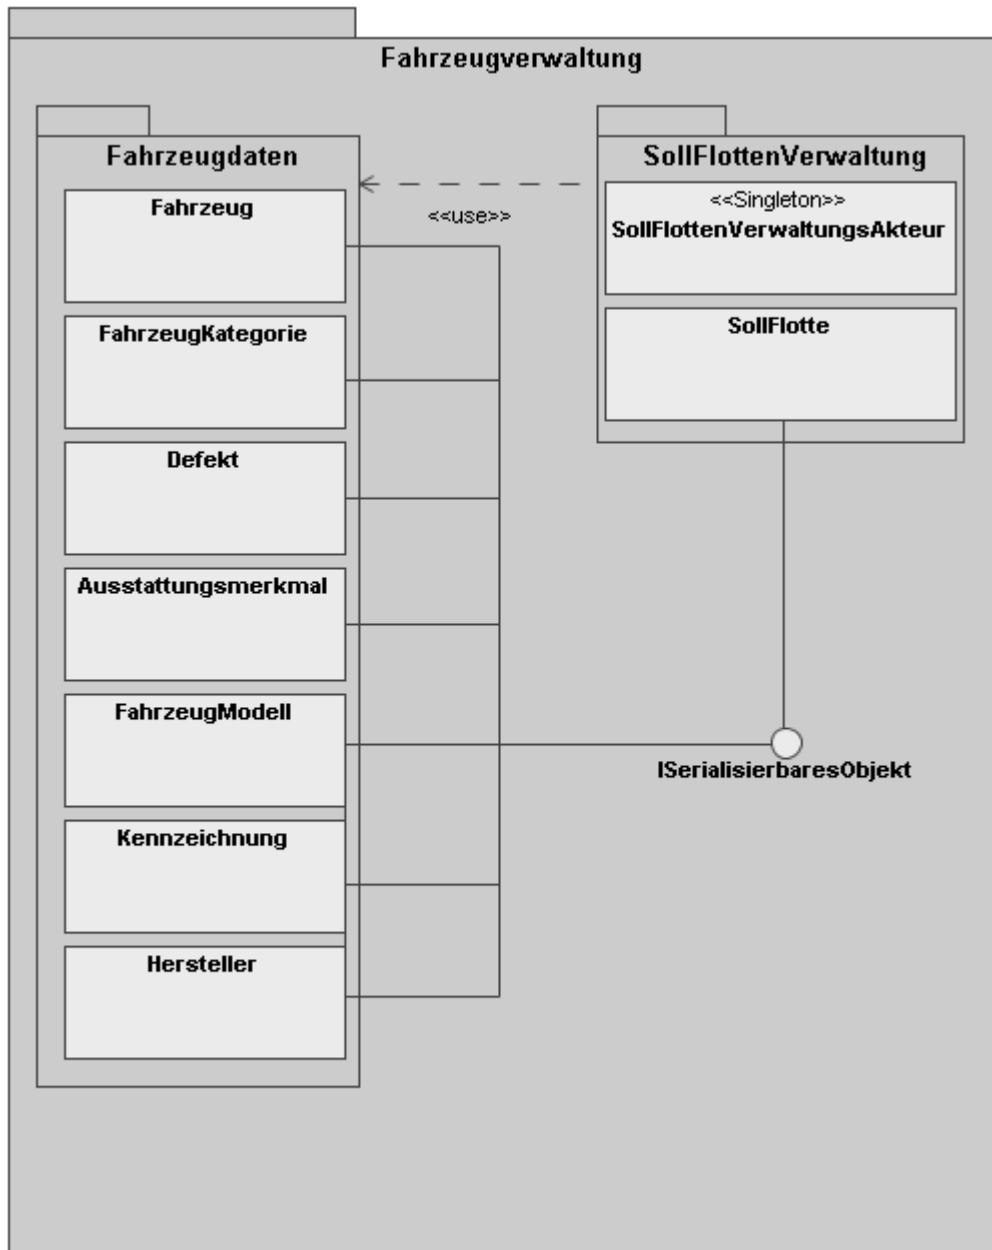 Fahrzeugverwaltung
Fahrzeugdaten
Fahrzeug
FahrzeugKategorie
Defekt
Ausstattungsmerkmal
FahrzeugModell
Kennzeichnung
Hersteller
<<use>>
SollFlottenVerwaltung
<<Singleton>>
SollFlottenVerwaltungsAkteur
SollFlotte
ISerialisierbaresObjekt